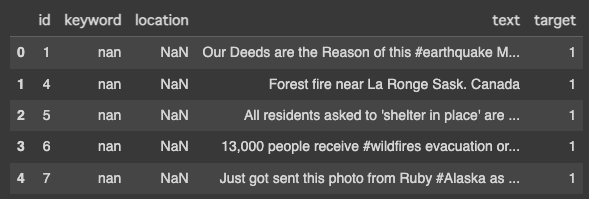 id keyword location text target
0 1 nan NaN Our Deeds are the Reason of this #earthquake M... 1
1 4 nan NaN Forest fire near La Ronge Sask. Canada 1
2 5 nan NaN All residents asked to 'shelter in place' are ... 1
3 6 nan NaN 13,000 people receive #wildfires evacuation or... 1
4 7 nan NaN Just got sent this photo from Ruby #Alaska as ... 1